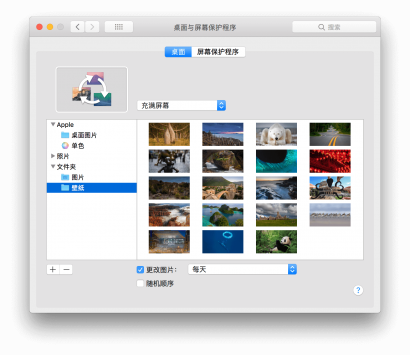 桌面与屏幕保护程序
搜索
桌面
屏幕保护程序
充满屏幕
Apple
桌面图片
单色
照片
文件夹
图片
壁纸
更改图片：
每天
随机顺序